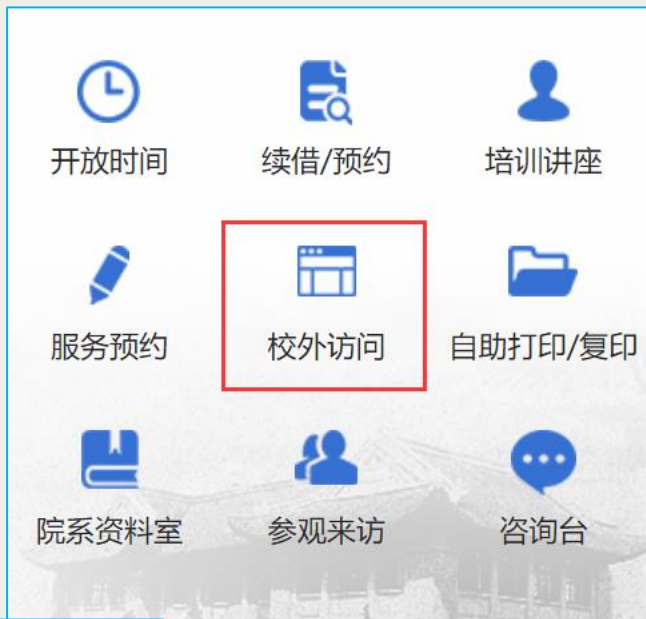 开放时间
续借/预约
培训讲座
服务预约
校外访问
自助打印/复印
院系资料室
参观来访
咨询台